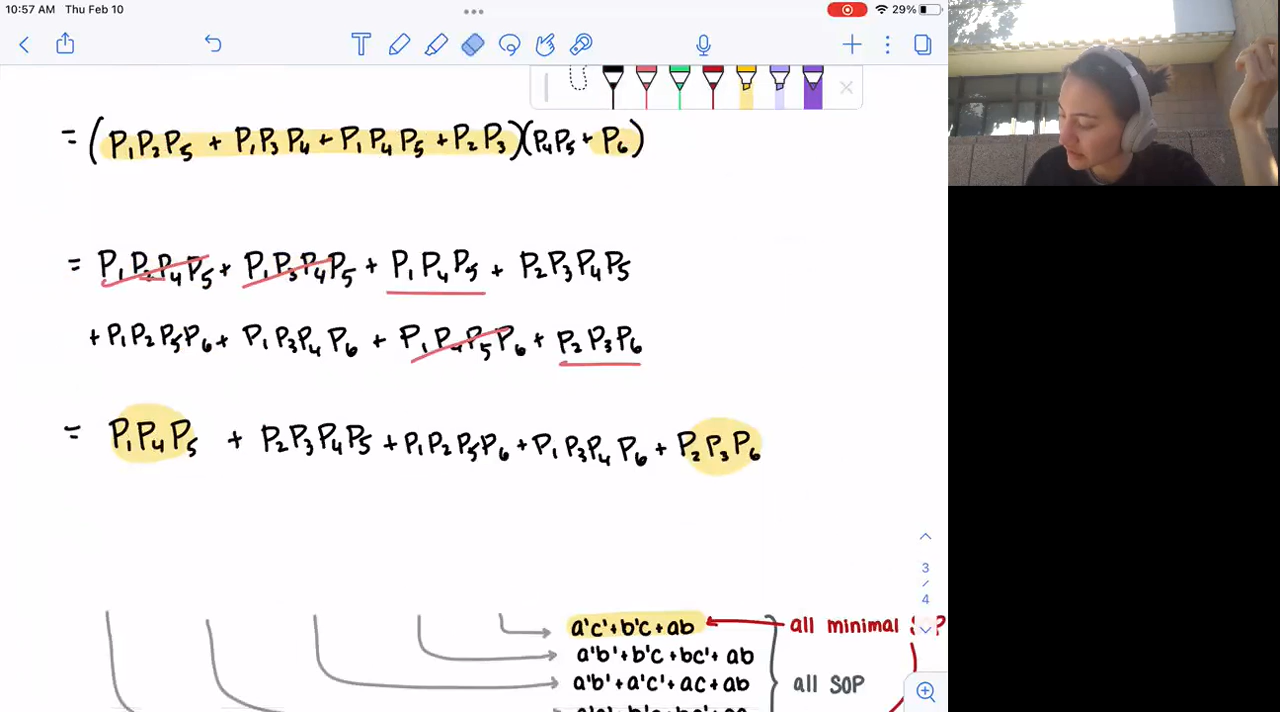 10:57 AM Thu Feb 10
29%
= (P₁P₂P₅ + P₁P₃P₄ + P₁P₄P₅ + P₂P₃)(P₄P₅ + P₆)
= P₁P₂P₄P₅ + P₁P₃P₄P₅ + P₁P₄P₅ + P₂P₃P₄P₅
+ P₁P₂P₅P₆ + P₁P₃P₄P₆ + P₁P₄P₅P₆ + P₂P₃P₆
= P₁P₄P₅ + P₂P₃P₄P₅ + P₁P₂P₅P₆ + P₁P₃P₄P₆ + P₂P₃P₆
3
/
4
a'c' + b'c + ab all minimal
a'b' + b'c + bc' + ab
a'b' + a'c' + ac + ab all SOP